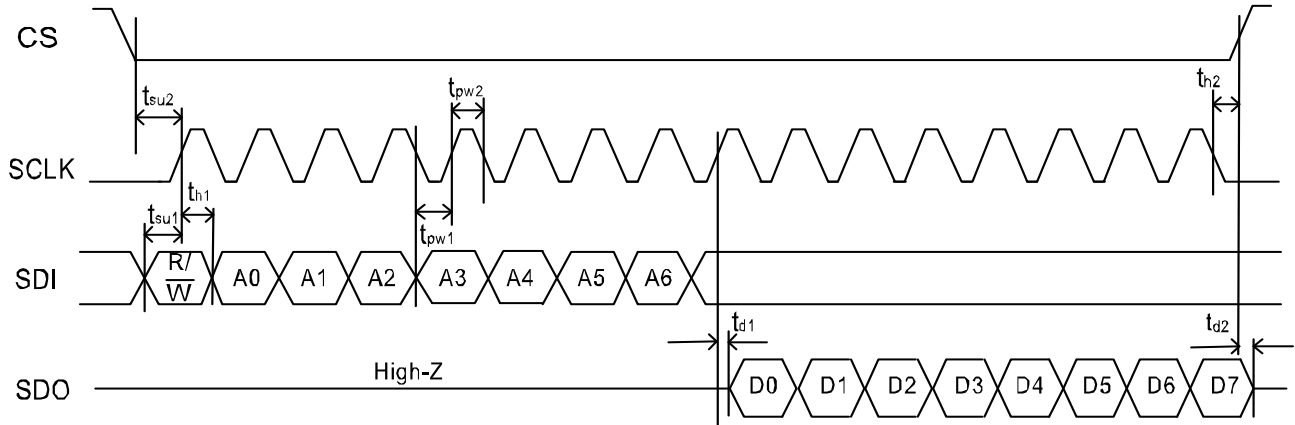 CS
tsu2
tpw2
th2
SCLK
tsu1
th1
tpw1
SDI
R/
W
A0
A1
A2
A3
A4
A5
A6
td1
td2
High-Z
SDO
D0
D1
D2
D3
D4
D5
D6
D7